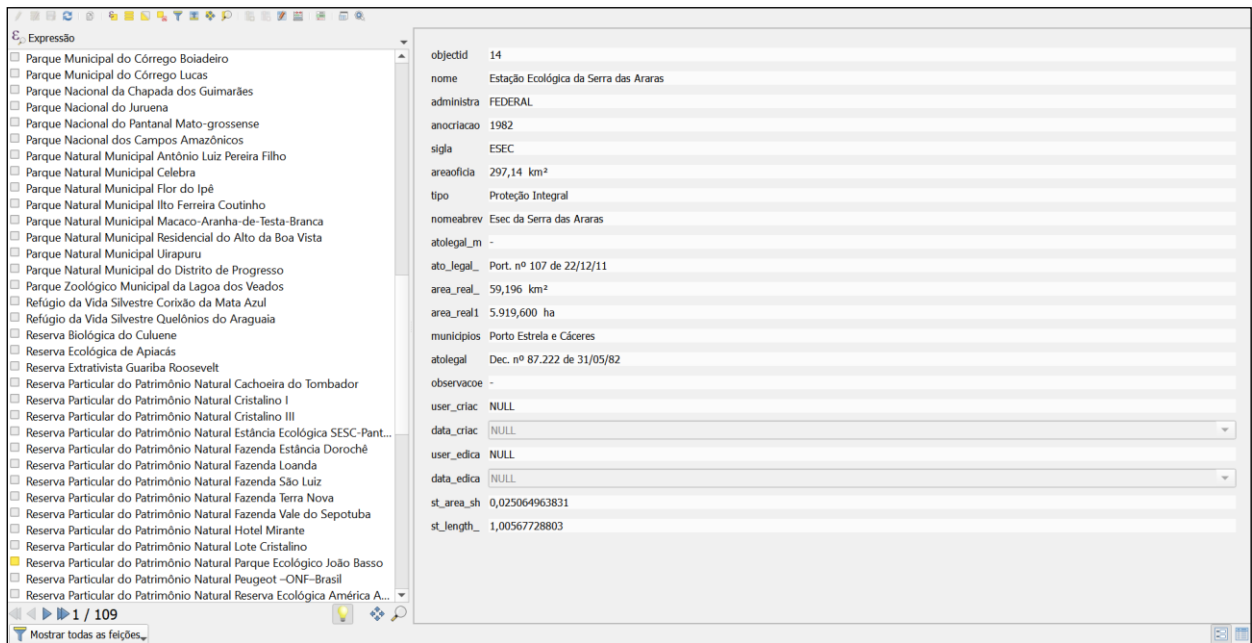 Expressão
Parque Municipal do Córrego Boiadeiro
Parque Municipal do Córrego Lucas
Parque Nacional da Chapada dos Guimarães
Parque Nacional do Juruena
Parque Nacional do Pantanal Mato-grossense
Parque Nacional dos Campos Amazônicos
Parque Natural Municipal Antônio Luiz Pereira Filho
Parque Natural Municipal Celebra
Parque Natural Municipal Flor do Ipê
Parque Natural Municipal Ilto Ferreira Coutinho
Parque Natural Municipal Macaco-Aranha-de-Testa-Branca
Parque Natural Municipal Residencial do Alto da Boa Vista
Parque Natural Municipal Uirapuru
Parque Natural Municipal do Distrito de Progresso
Parque Zoológico Municipal da Lagoa dos Veados
Refúgio da Vida Silvestre Corixão da Mata Azul
Refúgio da Vida Silvestre Quelônios do Araguaia
Reserva Biológica do Culuene
Reserva Ecológica de Apiacás
Reserva Extrativista Guariba Roosevelt
Reserva Particular do Patrimônio Natural Cachoeira do Tombador
Reserva Particular do Patrimônio Natural Cristalino I
Reserva Particular do Patrimônio Natural Cristalino III
Reserva Particular do Patrimônio Natural Estância Ecológica SESC-Pant...
Reserva Particular do Patrimônio Natural Fazenda Estância Dorochê
Reserva Particular do Patrimônio Natural Fazenda Loanda
Reserva Particular do Patrimônio Natural Fazenda São Luiz
Reserva Particular do Patrimônio Natural Fazenda Terra Nova
Reserva Particular do Patrimônio Natural Fazenda Vale do Sepotuba
Reserva Particular do Patrimônio Natural Hotel Mirante
Reserva Particular do Patrimônio Natural Lote Cristalino
Reserva Particular do Patrimônio Natural Parque Ecológico João Basso
Reserva Particular do Patrimônio Natural Peugeot –ONF–Brasil
Reserva Particular do Patrimônio Natural Reserva Ecológica América A...
1 / 109
Mostrar todas as feições
objectid 14
nome Estação Ecológica da Serra das Araras
administra FEDERAL
anocriacao 1982
sigla ESEC
areaoficia 297,14 km²
tipo Proteção Integral
nomeabrev Esec da Serra das Araras
atolegal_m -
ato_legal_ Port. nº 107 de 22/12/11
area_real_ 59,196 km²
area_real1 5.919,600 ha
municipios Porto Estrela e Cáceres
atolegal Dec. nº 87.222 de 31/05/82
observacoe -
user_criac NULL
data_criac NULL
user_edica NULL
data_edica NULL
st_area_sh 0,025064963831
st_length_ 1,00567728803